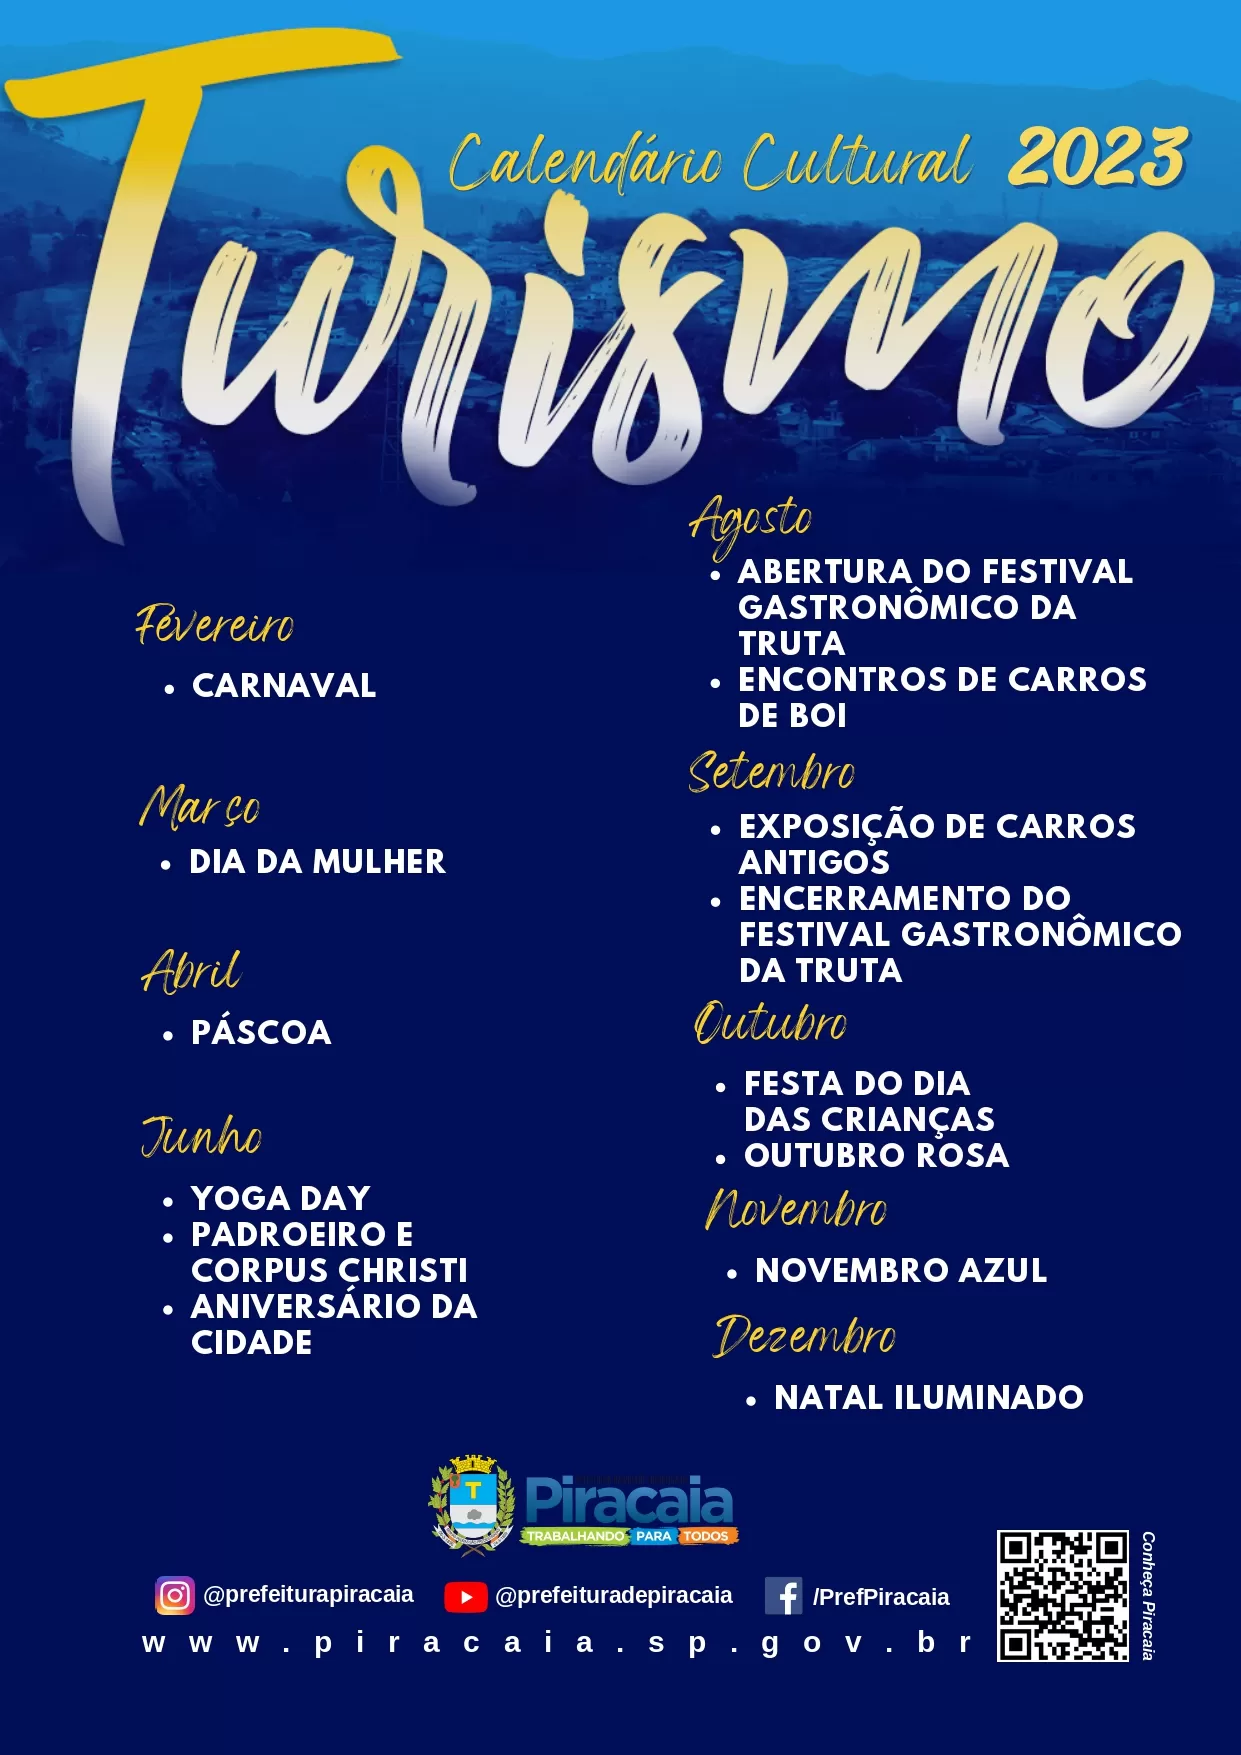 Calendário Cultural 2023
Turismo
Fevereiro
• CARNAVAL
Março
• DIA DA MULHER
Abril
• PÁSCOA
Junho
• YOGA DAY
• PADROEIRO E
CORPUS CHRISTI
• ANIVERSÁRIO DA
CIDADE
Agosto
• ABERTURA DO FESTIVAL
GASTRONÔMICO DA
TRUTA
• ENCONTROS DE CARROS
DE BOI
Setembro
• EXPOSIÇÃO DE CARROS
ANTIGOS
• ENCERRAMENTO DO
FESTIVAL GASTRONÔMICO
DA TRUTA
Outubro
• FESTA DO DIA
DAS CRIANÇAS
• OUTUBRO ROSA
Novembro
• NOVEMBRO AZUL
Dezembro
• NATAL ILUMINADO
T
Piracaia
TRABALHANDO PARA TODOS
@prefeiturapiracaia @prefeituradepiracaia /PrefPiracaia
www.piracaia.sp.gov.br
Conheça Piracaia